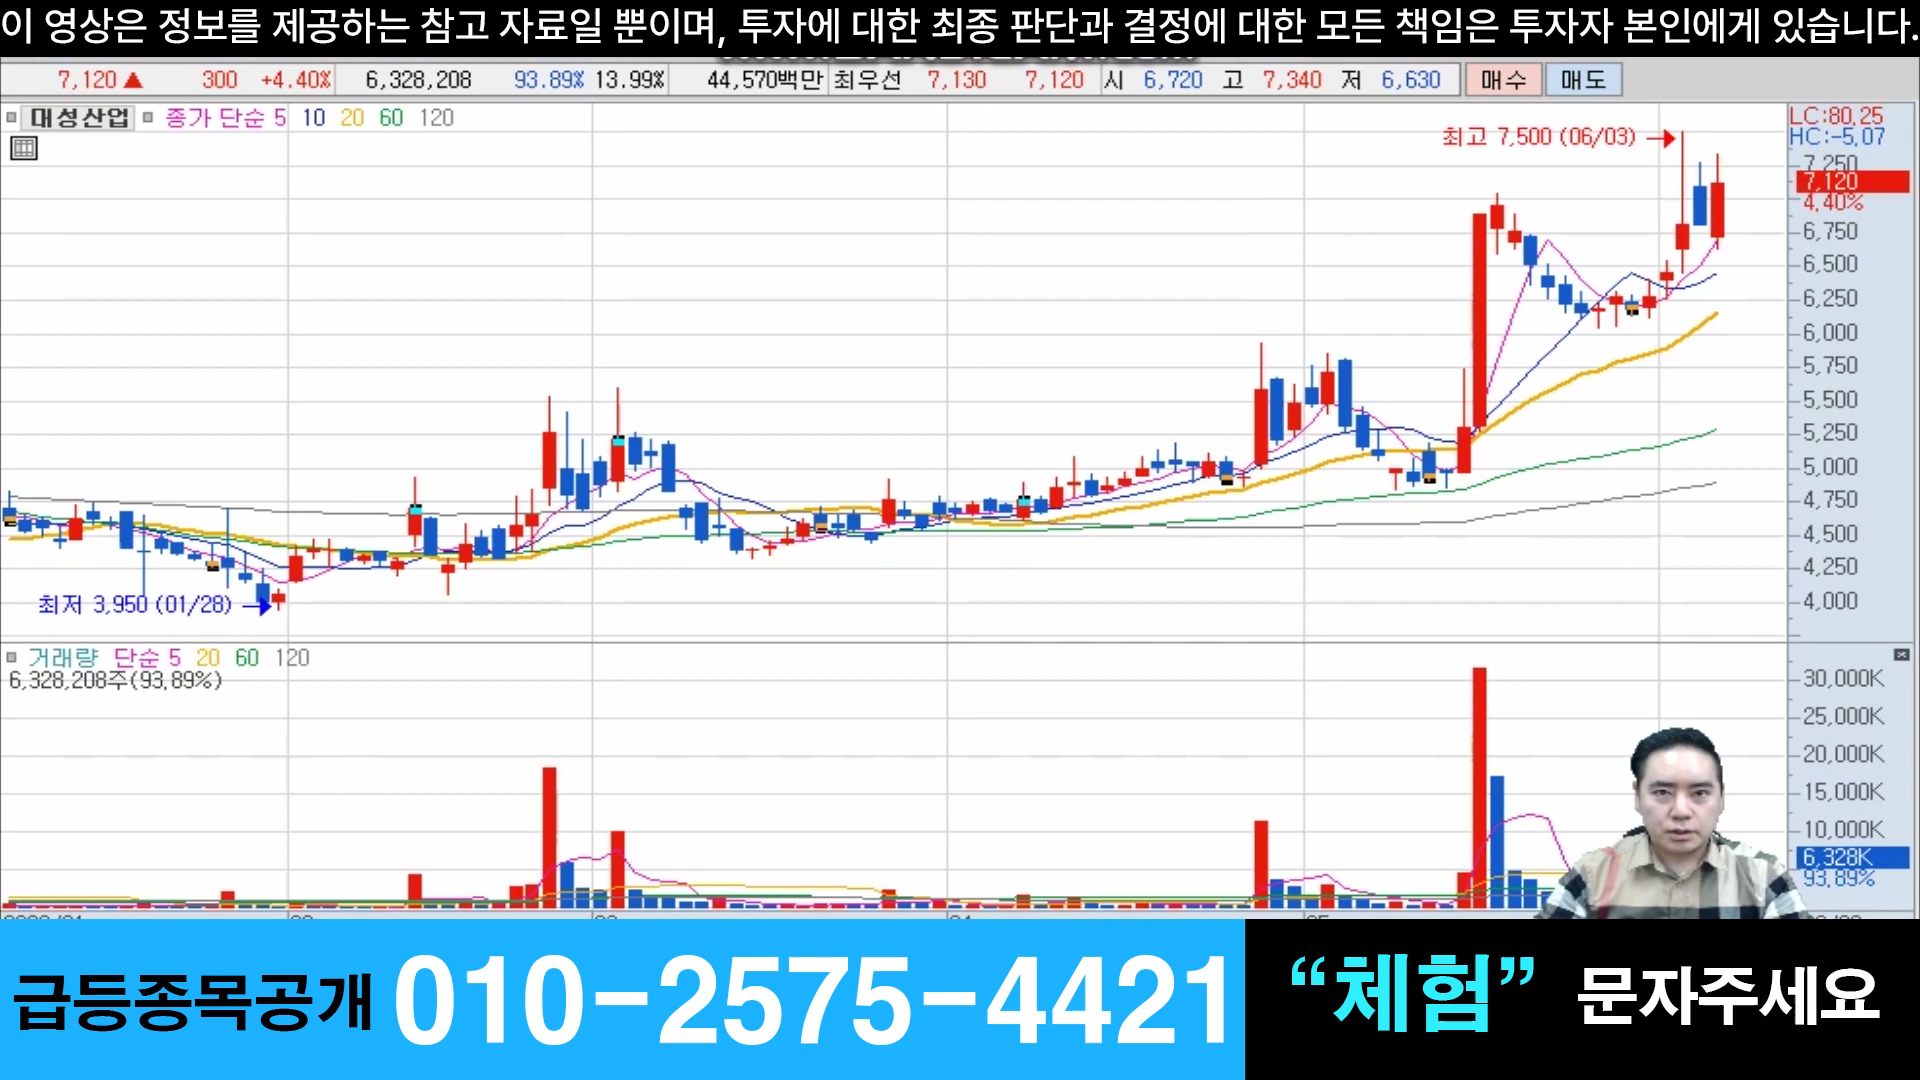 이 영상은 정보를 제공하는 참고 자료일 뿐이며, 투자에 대한 최종 판단과 결정에 대한 모든 책임은 투자자 본인에게 있습니다.
7,120 ▲ 300 +4.40% 6,328,208 93.89% 13.99% 44,570백만 최우선 7,130 7,120 시 6,720 고 7,340 저 6,630 매수 매도
대성산업 종가 단순 5 10 20 60 120
LC:80.25
HC:-5.07
최고 7,500 (06/03)
7,250
7,120
4.40%
6,750
6,500
6,250
6,000
5,750
5,500
5,250
5,000
4,750
4,500
4,250
4,000
최저 3,950 (01/28)
거래량 단순 5 20 60 120
6,328,208주(93.89%)
30,000K
25,000K
20,000K
15,000K
10,000K
6,328K
93.89%
급등종목공개 010-2575-4421 “체험” 문자주세요